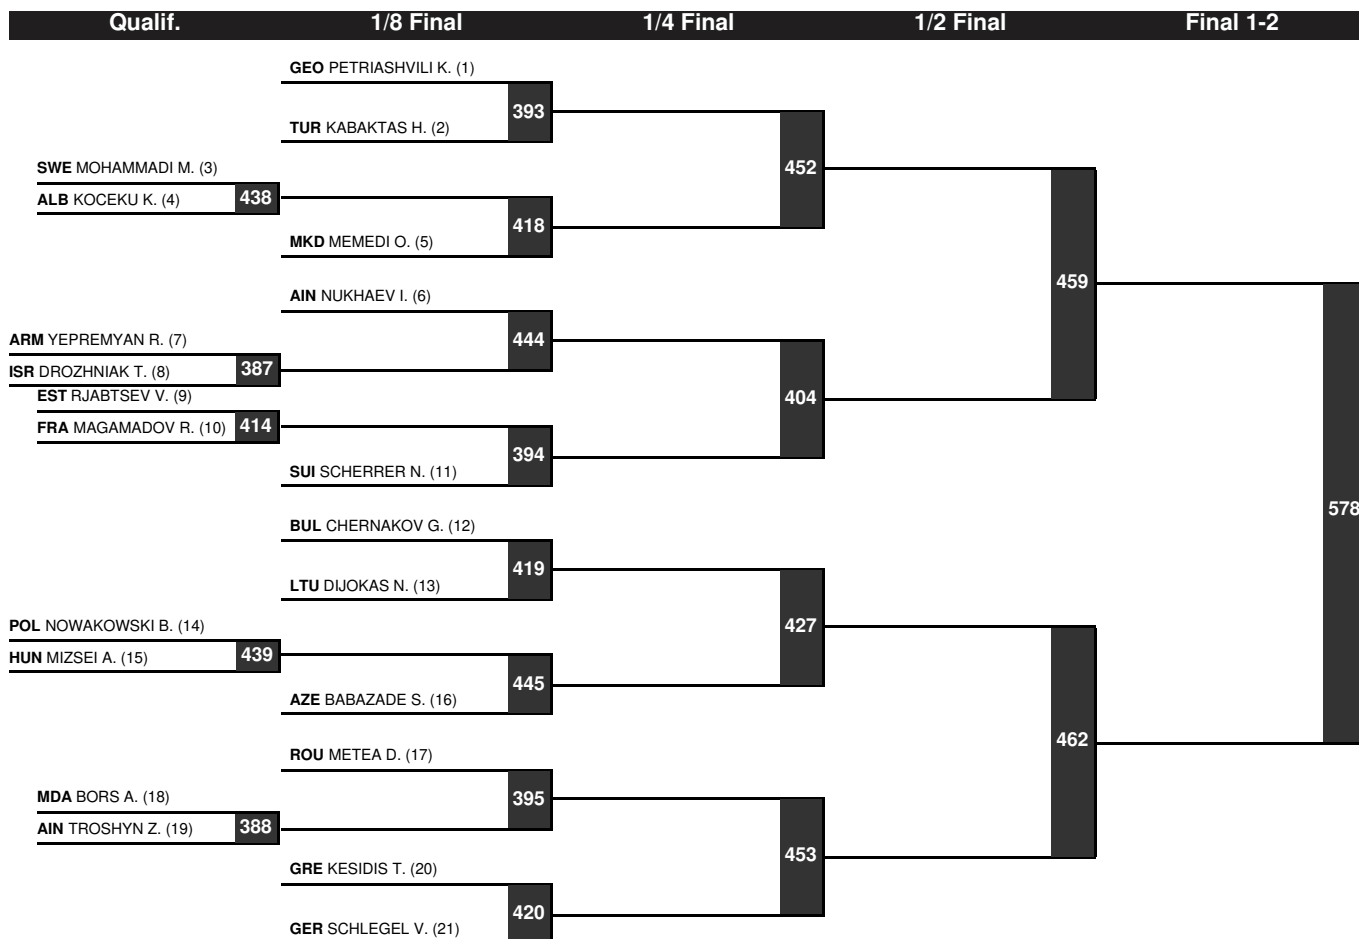 Qualif. 1/8 Final 1/4 Final 1/2 Final Final 1-2
GEO PETRIASHVILI K. (1)
393
TUR KABAKTAS H. (2)
SWE MOHAMMADI M. (3)
452
ALB KOCEKU K. (4) 438
418
MKD MEMEDI O. (5)
459
AIN NUKHAEV I. (6)
ARM YEPREMYAN R. (7)
444
ISR DROZHNIAK T. (8) 387
EST RJABTSEV V. (9)
404
FRA MAGAMADOV R. (10) 414
394
SUI SCHERRER N. (11)
578
BUL CHERNAKOV G. (12)
419
LTU DIJOKAS N. (13)
POL NOWAKOWSKI B. (14)
427
HUN MIZSEI A. (15) 439
445
AZE BABAZADE S. (16)
462
ROU METEA D. (17)
MDA BORS A. (18)
395
AIN TROSHYN Z. (19) 388
453
GRE KESIDIS T. (20)
420
GER SCHLEGEL V. (21)